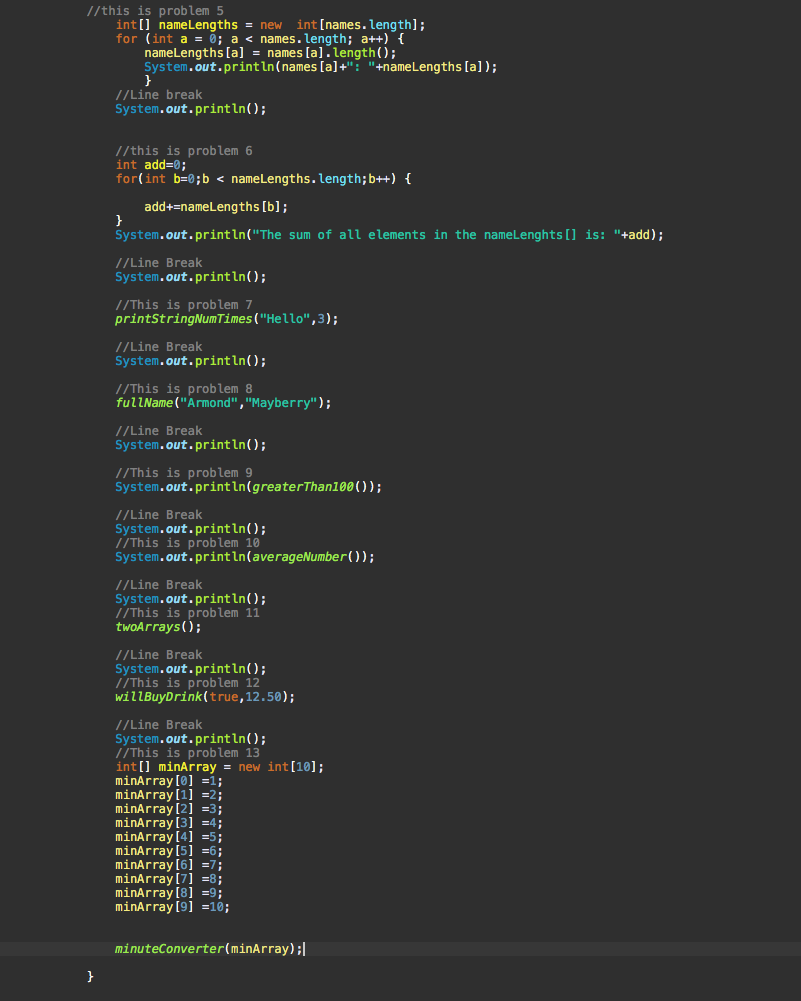 //this is problem 5
int[] nameLengths = new  int[names.length];
for (int a = 0; a < names.length; a++) {
nameLengths[a] = names[a].length();
System.out.println(names[a]+": "+nameLengths[a]);
}
//Line break
System.out.println();
//this is problem 6
int add=0;
for(int b=0;b < nameLengths.length;b++) {
add+=nameLengths[b];
}
System.out.println("The sum of all elements in the nameLenghts[] is: "+add);
//Line Break
System.out.println();
//This is problem 7
printStringNumTimes("Hello",3);
//Line Break
System.out.println();
//This is problem 8
fullName("Armond","Mayberry");
//Line Break
System.out.println();
//This is problem 9
System.out.println(greaterThan100());
//Line Break
System.out.println();
//This is problem 10
System.out.println(averageNumber());
//Line Break
System.out.println();
//This is problem 11
twoArrays();
//Line Break
System.out.println();
//This is problem 12
willBuyDrink(true,12.50);
//Line Break
System.out.println();
//This is problem 13
int[] minArray = new int[10];
minArray[0] =1;
minArray[1] =2;
minArray[2] =3;
minArray[3] =4;
minArray[4] =5;
minArray[5] =6;
minArray[6] =7;
minArray[7] =8;
minArray[8] =9;
minArray[9] =10;
minuteConverter(minArray);
}